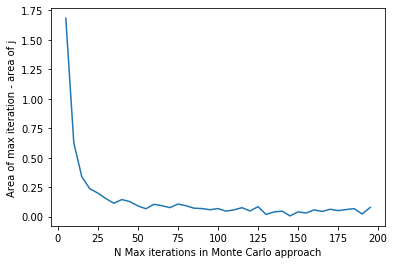 1.75
1.50
1.25
1.00
0.75
0.50
0.25
0.00
Area of max iteration - area of j
0 25 50 75 100 125 150 175 200
N Max iterations in Monte Carlo approach